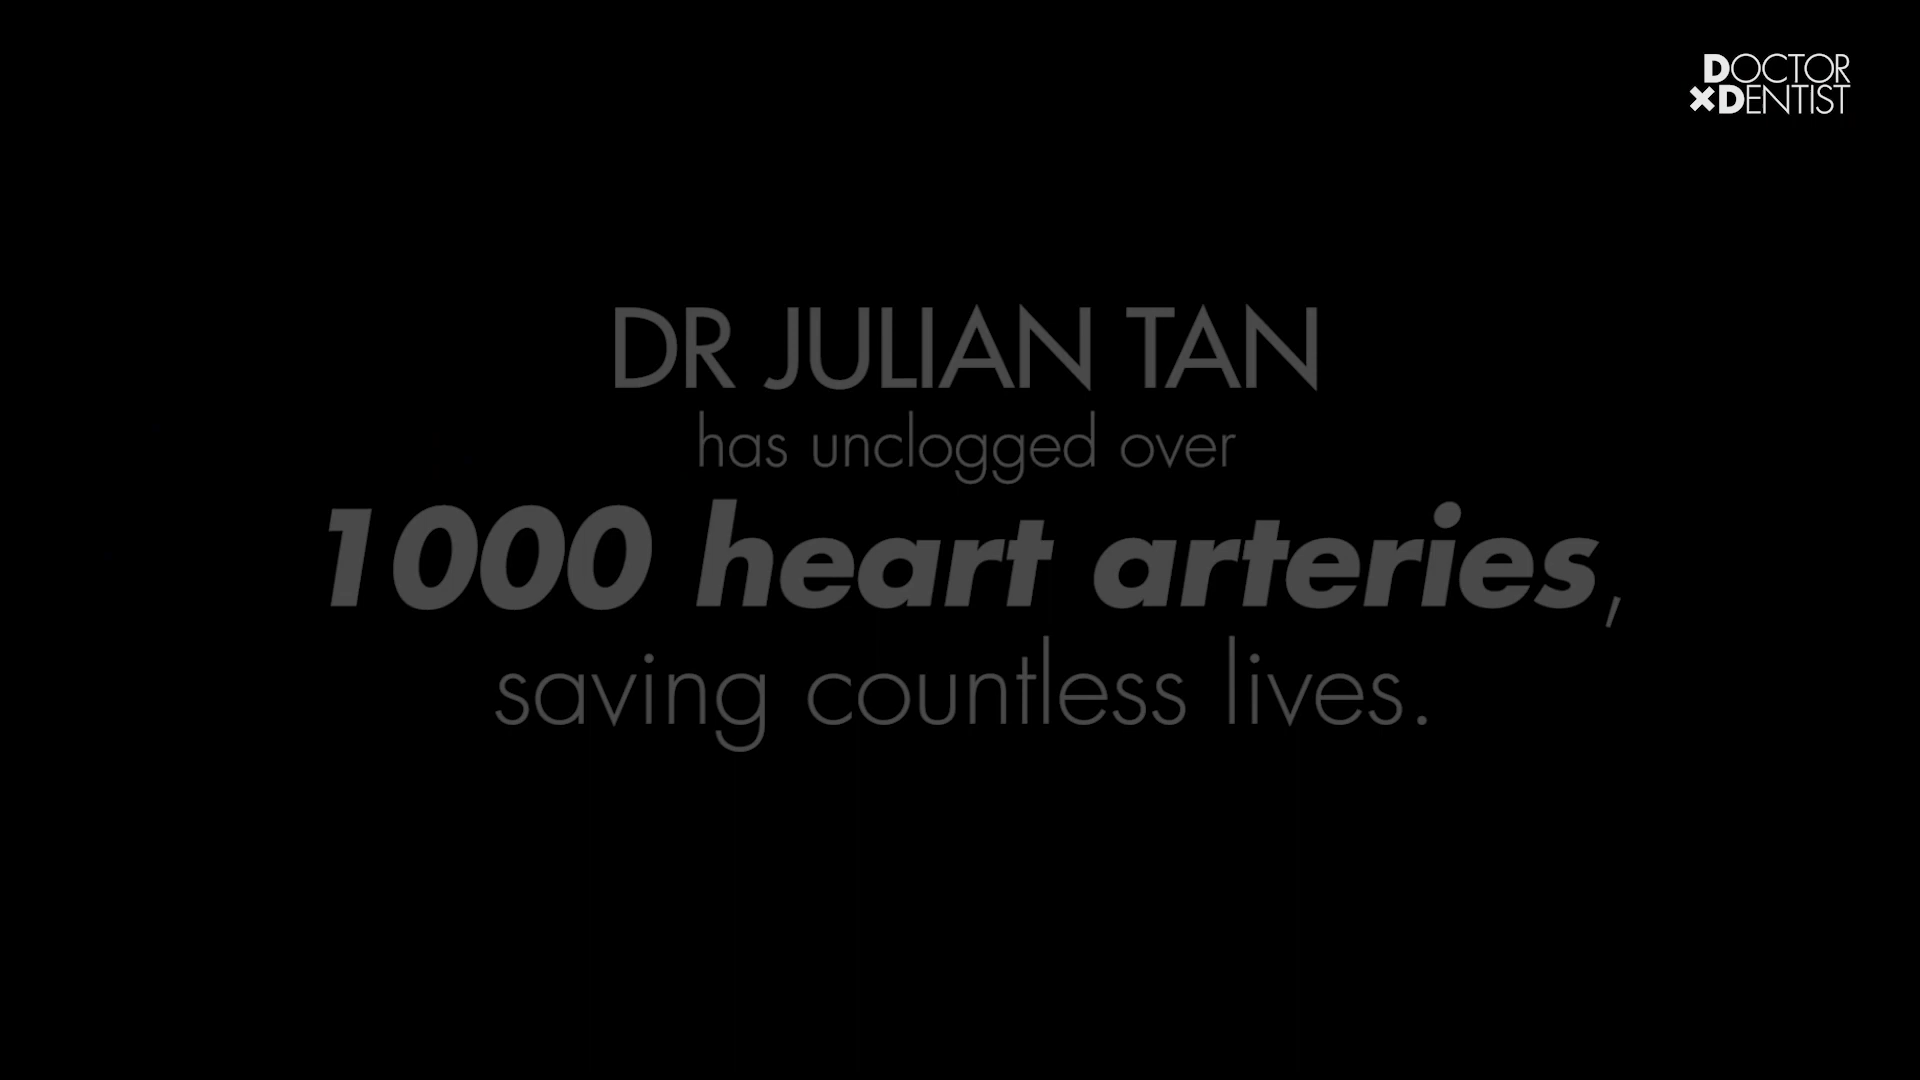 DOCTOR
×DENTIST
DR JULIAN TAN
has unclogged over
1000 heart arteries,
saving countless lives.